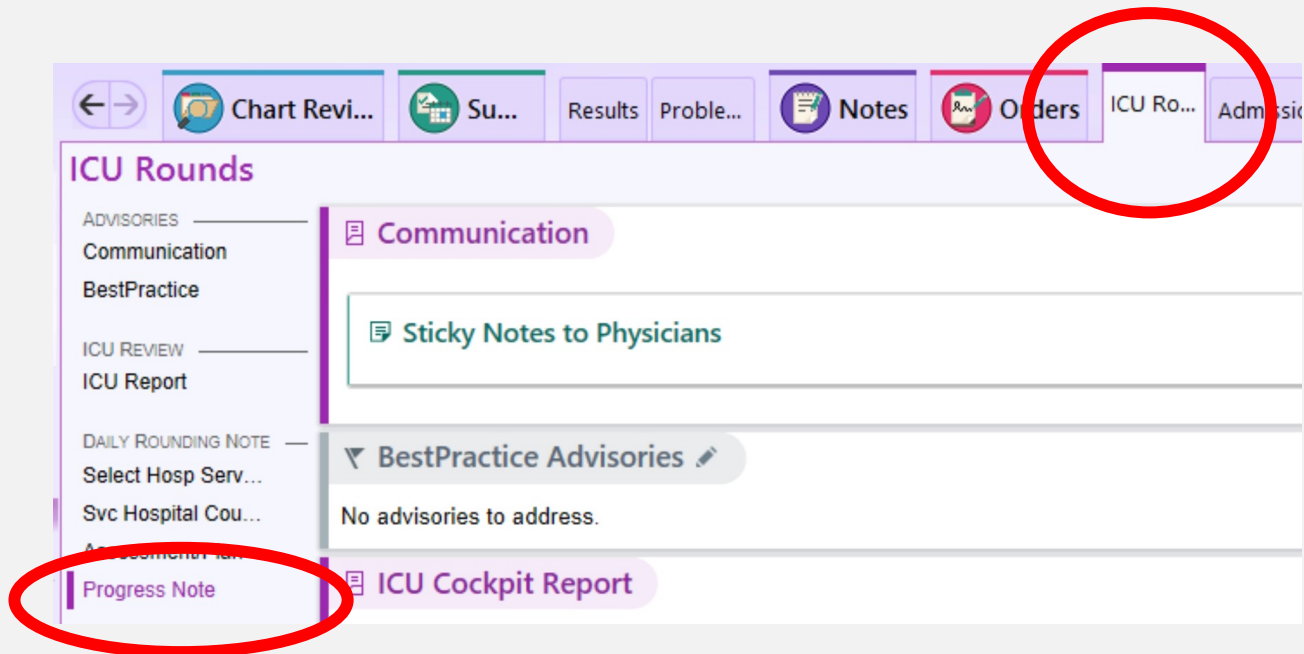 Chart Revi... Su... Results Proble... Notes Orders ICU Ro... Admissio
ICU Rounds
ADVISORIES
Communication
BestPractice
ICU REVIEW
ICU Report
DAILY ROUNDING NOTE
Select Hosp Serv...
Svc Hospital Cou...
Progress Note
Communication
Sticky Notes to Physicians
BestPractice Advisories
No advisories to address.
ICU Cockpit Report